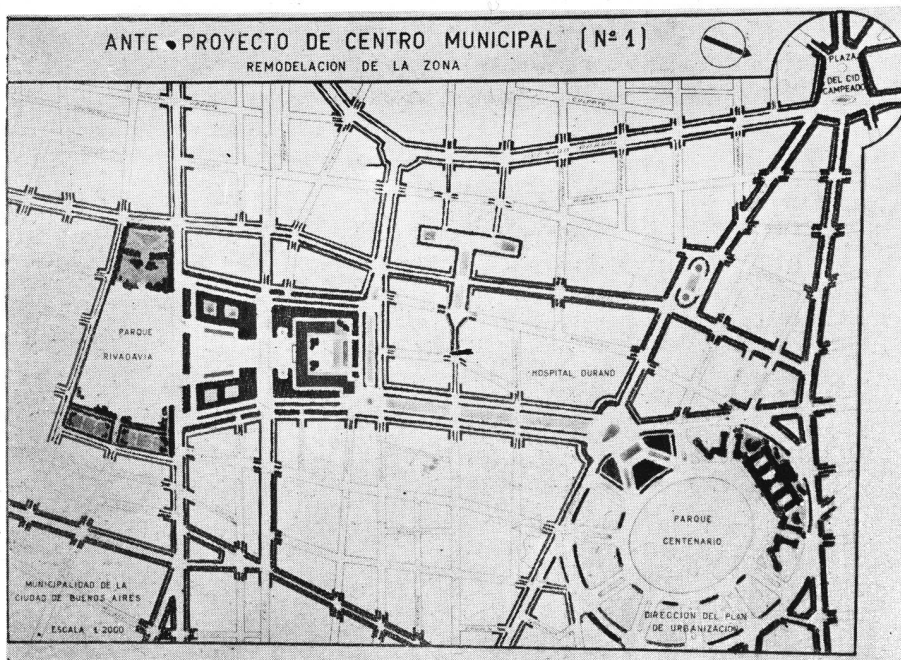 ANTE • PROYECTO DE CENTRO MUNICIPAL (Nº 1)
REMODELACION DE LA ZONA
PLAZA
DEL CID
CAMPEADO
PARQUE
RIVADAVIA
HOSPITAL DURAND
PARQUE
CENTENARIO
MUNICIPALIDAD DE LA
CIUDAD DE BUENOS AIRES
ESCALA 1:2000
DIRECCION DEL PLAN
DE URBANIZACION